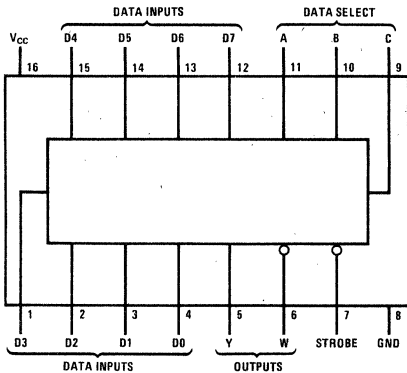 DATA INPUTS DATA SELECT
VCC D4 D5 D6 D7 A B C
16 15 14 13 12 11 10 9
1 2 3 4 5 6 7 8
D3 D2 D1 D0 Y W STROBE GND
DATA INPUTS OUTPUTS